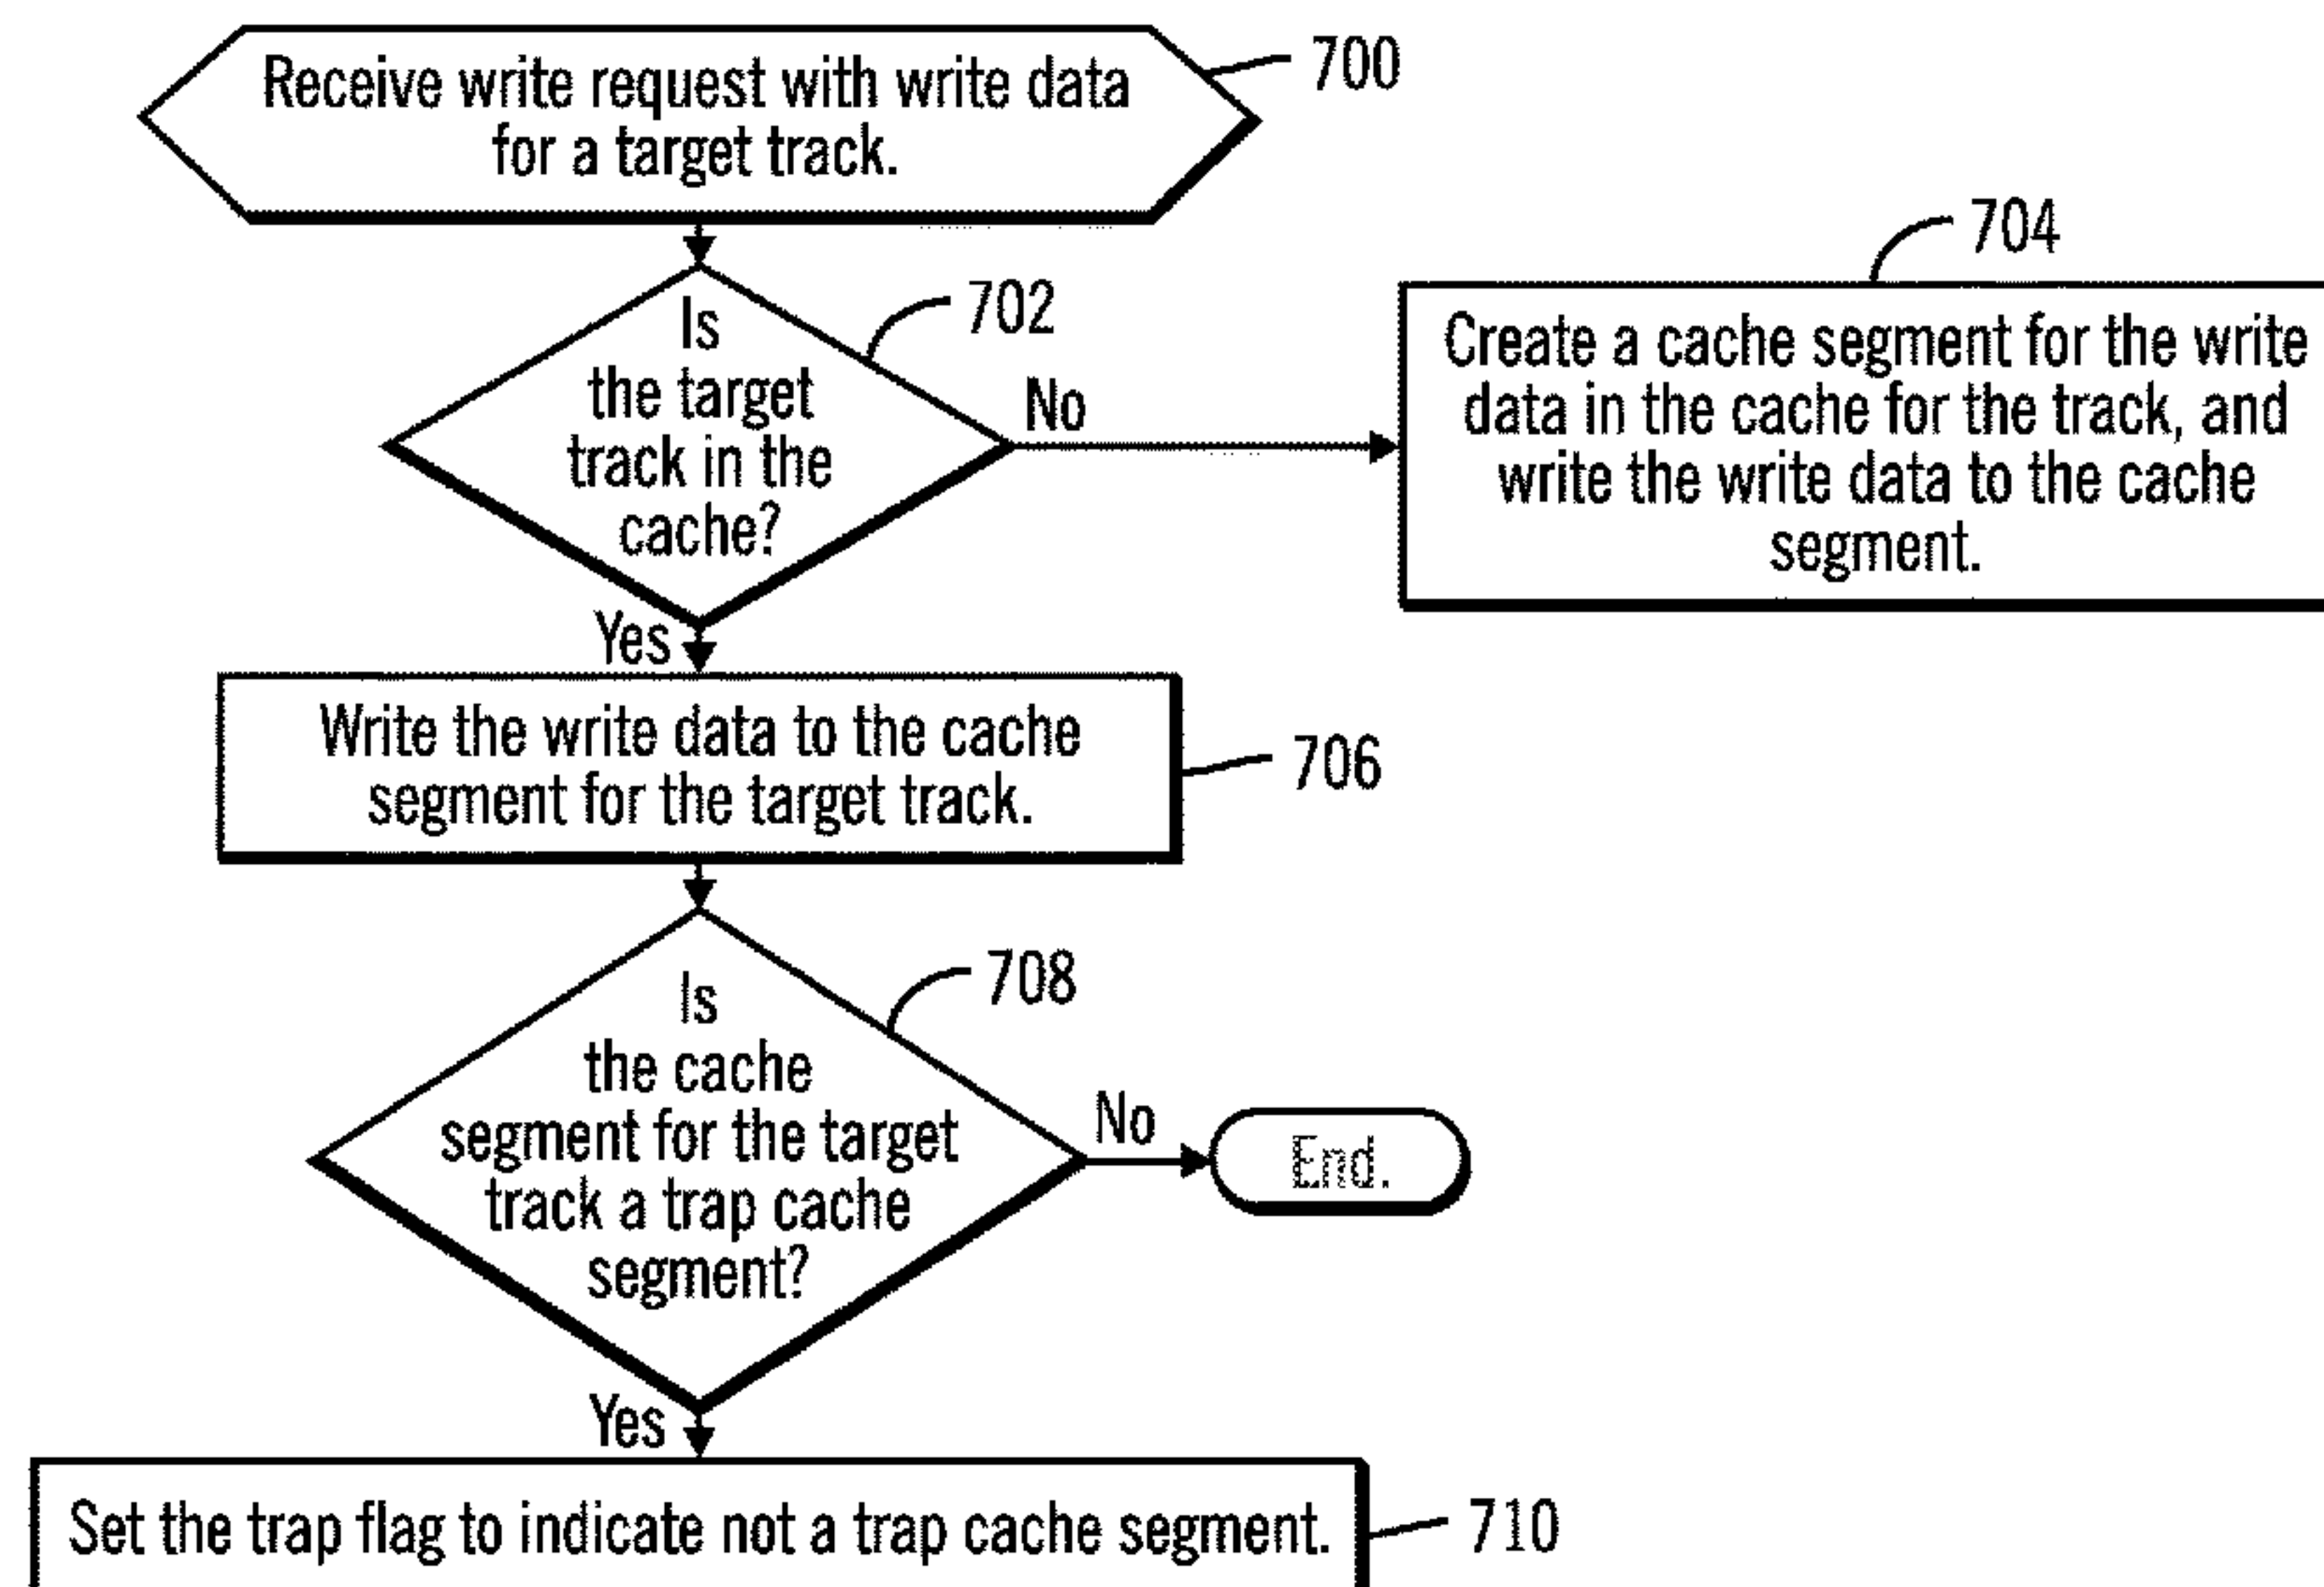 Receive write request with write data
for a target track.
700
Is
the target
track in the
cache?
702
No
704
Create a cache segment for the write
data in the cache for the track, and
write the write data to the cache
segment.
Yes
Write the write data to the cache
segment for the target track.
706
Is
the cache
segment for the target
track a trap cache
segment?
708
No
End.
Yes
Set the trap flag to indicate not a trap cache segment.
710